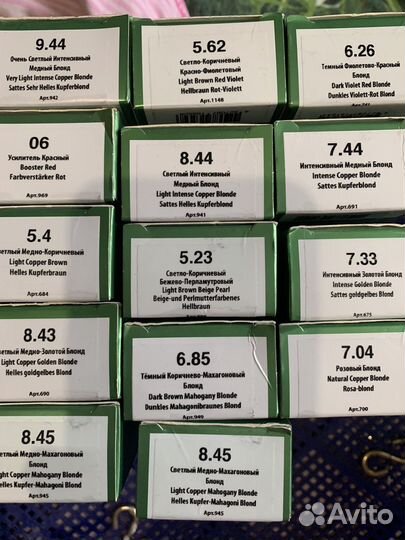 9.44
Очень Светлый Интенсивный
Медный Блонд
Very Light Intense Copper Blonde
Sattes Sehr Helles Kupferblond
Арт.942
5.62
Светло-Коричневый
Красно-Фиолетовый
Light Brown Red Violet
Hellbraun Rot-Violett
Арт.1148
6.26
Темный Фиолетово-Красный
Блонд
Dark Violet Red Blonde
Dunkles Violett-Rot Blond
06
Усилитель Красный
Booster Red
Farbverstärker Rot
Арт.969
8.44
Светлый Интенсивный
Медный Блонд
Light Intense Copper Blonde
Sattes Helles Kupferblond
Арт.941
7.44
Интенсивный Медный Блонд
Intense Copper Blonde
Sattes Kupferblond
Арт.691
5.4
Светлый Медно-Коричневый
Light Copper Brown
Helles Kupferbraun
Арт.684
5.23
Светло-Коричневый
Бежево-Перламутровый
Light Brown Beige Pearl
Beige-und Perlmutterfarbenes
Hellbraun
7.33
Интенсивный Золотой Блонд
Intense Golden Blonde
Sattes goldgelbes Blond
Арт.675
8.43
Светлый Медно-Золотой Блонд
Light Copper Golden Blonde
Helles goldgelbes Blond
Арт.690
6.85
Тёмный Коричнево-Махагоновый
Блонд
Dark Brown Mahogany Blonde
Dunkles Mahagonibraunes Blond
Арт.949
7.04
Розовый Блонд
Natural Copper Blonde
Rosa-blond
Арт.700
8.45
Светлый Медно-Махагоновый
Блонд
Light Copper Mahogany Blonde
Helles Kupfer-Mahagoni Blond
Арт.945
8.45
Светлый Медно-Махагоновый
Блонд
Light Copper Mahogany Blonde
Helles Kupfer-Mahagoni Blond
Арт.945
Avito